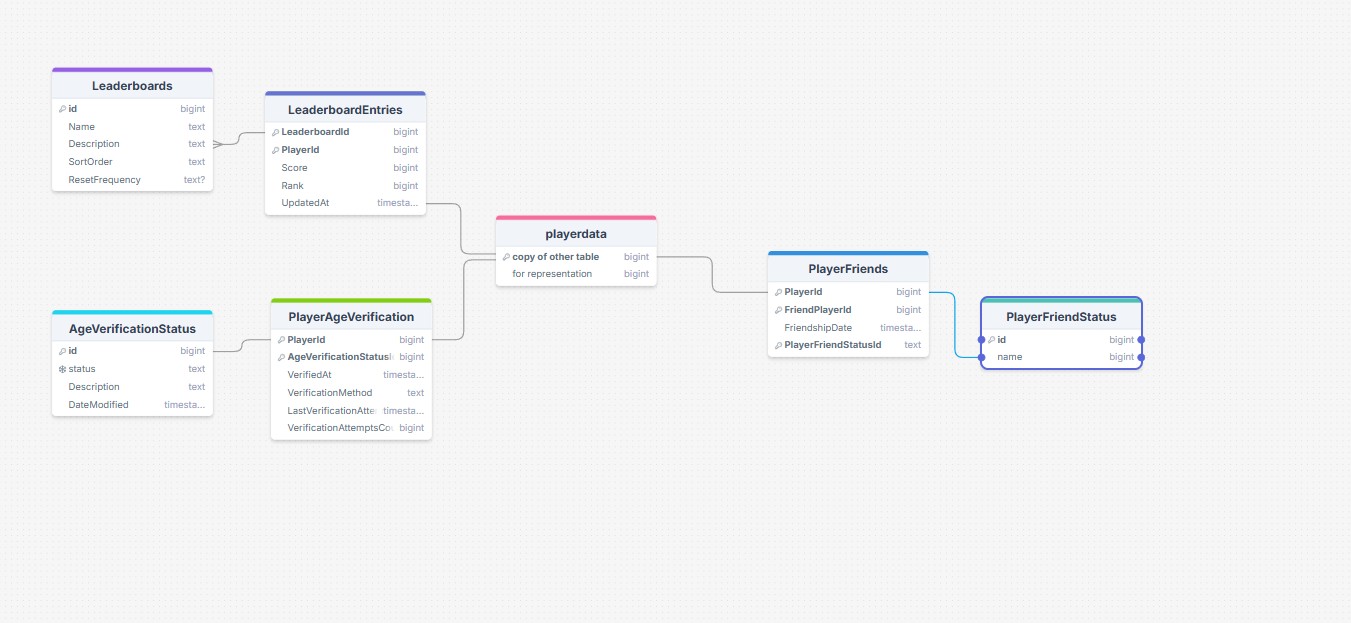 Leaderboards
id bigint
Name text
Description text
SortOrder text
ResetFrequency text?
LeaderboardEntries
LeaderboardId bigint
PlayerId bigint
Score bigint
Rank bigint
UpdatedAt timesta...
playerdata
copy of other table bigint
for representation bigint
PlayerFriends
PlayerId bigint
FriendPlayerId bigint
FriendshipDate timesta...
PlayerFriendStatusId text
PlayerFriendStatus
id bigint
name bigint
AgeVerificationStatus
id bigint
status text
Description text
DateModified timesta...
PlayerAgeVerification
PlayerId bigint
AgeVerificationStatusI bigint
VerifiedAt timesta...
VerificationMethod text
LastVerificationAtte timesta...
VerificationAttemptsCo bigint